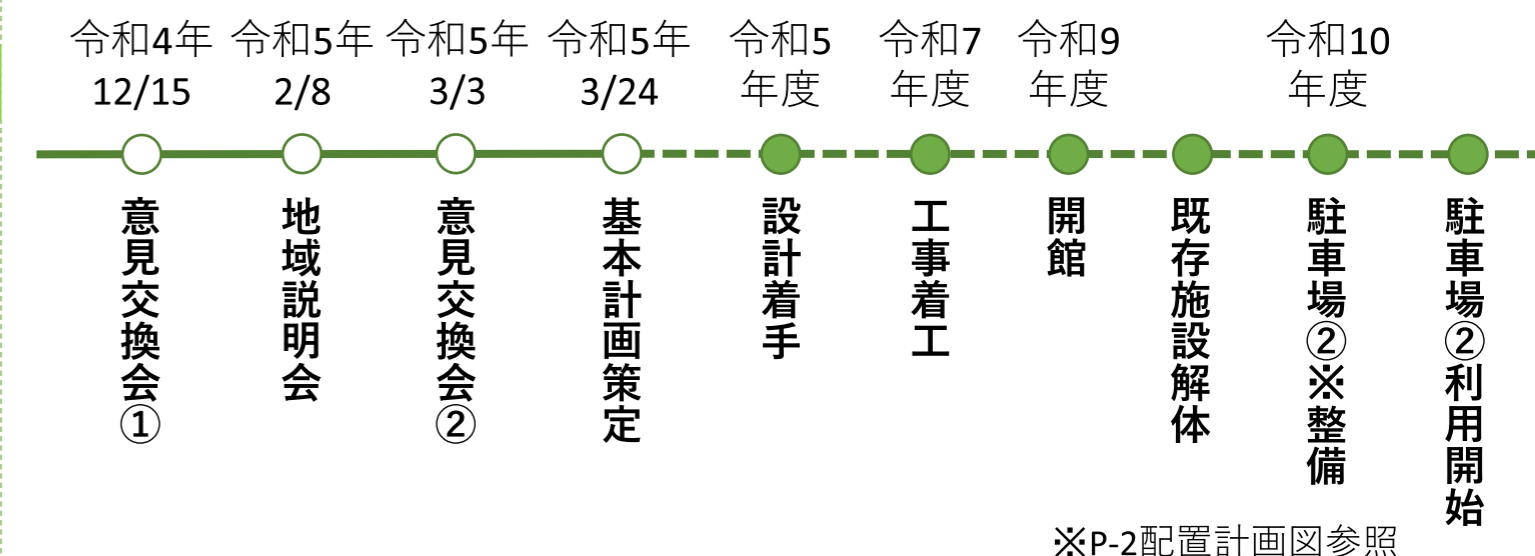 令和4年 令和5年 令和5年 令和5年 令和5 令和7 令和9 令和10
12/15 2/8 3/3 3/24 年度 年度 年度 年度
意見交換会①
地域説明会
意見交換会②
基本計画策定
設計着手
工事着工
開館
既存施設解体
駐車場②※整備
駐車場②利用開始
※P-2配置計画図参照